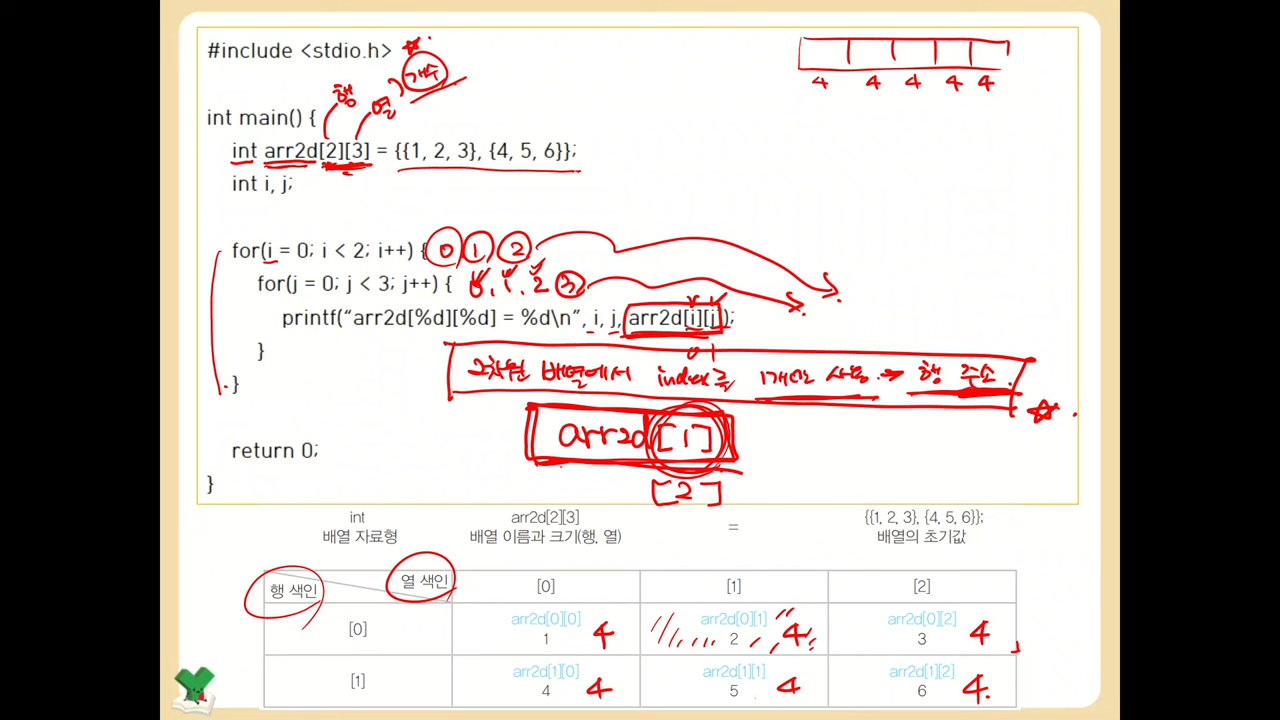 #include <stdio.h>
개수
4 4 4 4 4
행
열
int main() {
int arr2d[2][3] = {{1, 2, 3}, {4, 5, 6}};
int i, j;
for(i = 0; i < 2; i++) { 0 1 2
for(j = 0; j < 3; j++) { 0, 1, 2 3
printf("arr2d[%d][%d] = %d\n", i, j, arr2d[i][j]);
0 1
}
2차원 배열에서 index를 1개만 사용 → 행 주소
}
arr2d[1]
return 0;
[2]
}
int arr2d[2][3] = {{1, 2, 3}, {4, 5, 6}};
배열 자료형 배열 이름과 크기(행, 열) 배열의 초기값
행 색인 열 색인 [0] [1] [2]
arr2d[0][0] arr2d[0][1] arr2d[0][2]
[0] 1 4 2 4 3 4
arr2d[1][0] arr2d[1][1] arr2d[1][2]
[1] 4 4 5 4 6 4